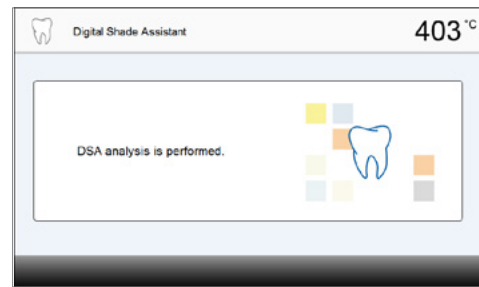 Digital Shade Assistant
403 °C
DSA analysis is performed.